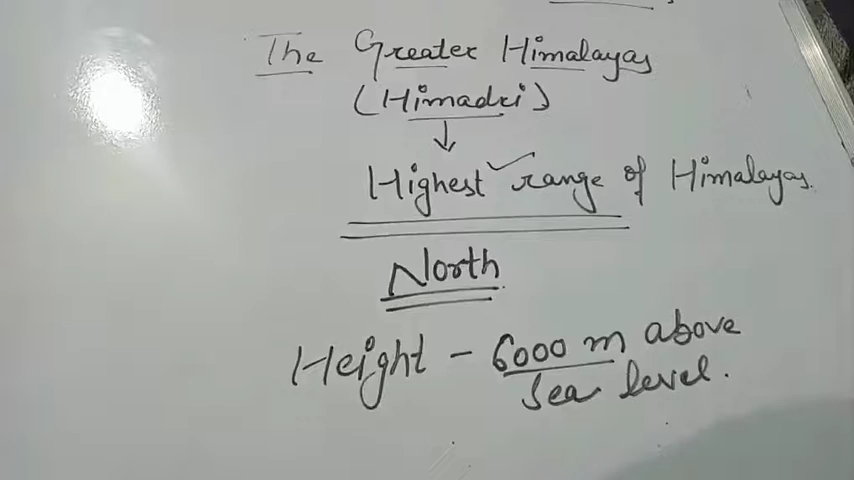 The Greater Himalayas
(Himadri)
↓
Highest range of Himalayas.
North
Height - 6000 m above
sea level.